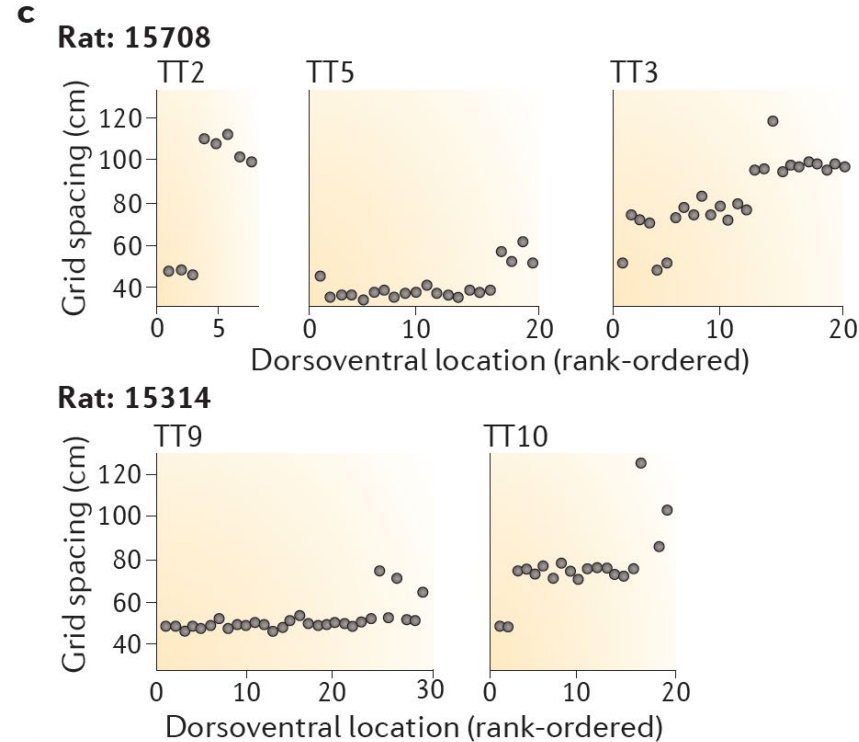 c
Rat: 15708
TT2 TT5 TT3
Grid spacing (cm)
120
100
80
60
40
0 5 0 10 20 0 10 20
Dorsoventral location (rank-ordered)
Rat: 15314
TT9 TT10
Grid spacing (cm)
120
100
80
60
40
0 10 20 30 0 10 20
Dorsoventral location (rank-ordered)